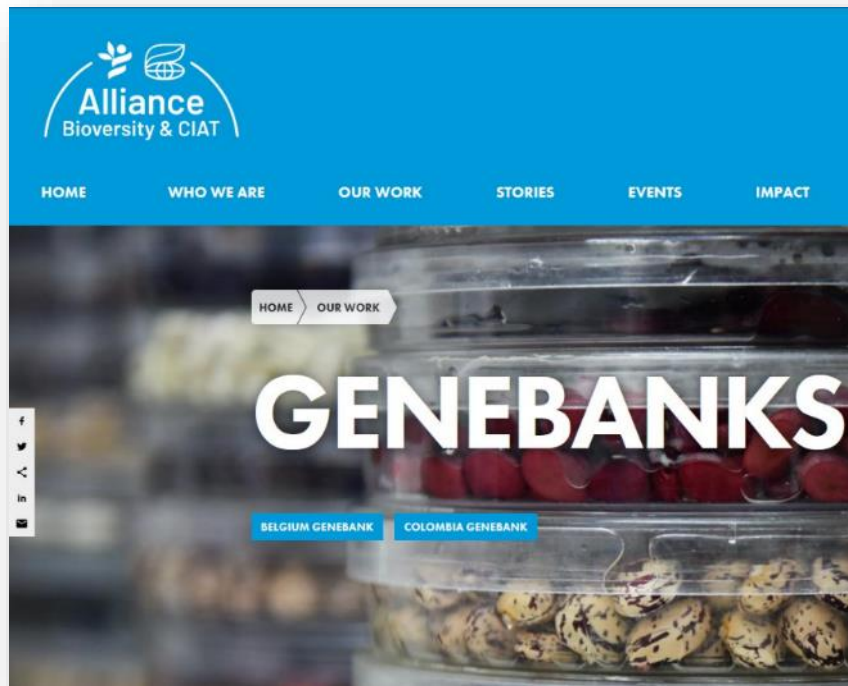 Alliance
Bioversity & CIAT
HOME WHO WE ARE OUR WORK STORIES EVENTS IMPACT
HOME OUR WORK
GENEBANKS
f
in
BELGIUM GENEBANK COLOMBIA GENEBANK